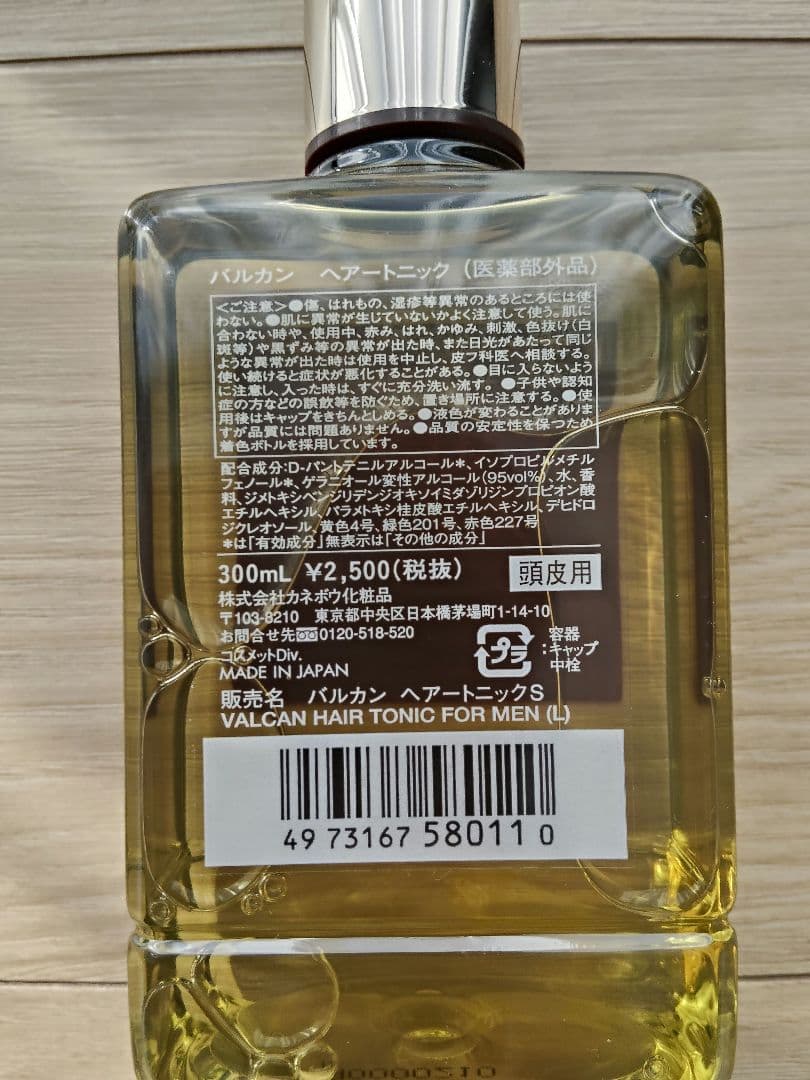 バルカン ヘアートニック (医薬部外品)
<ご注意>●傷、はれもの、湿疹等異常のあるところには使
わない。●肌に異常が生じていないかよく注意して使う。肌に
合わない時や、使用中、赤み、はれ、かゆみ、刺激、色抜け(白
斑等)や黒ずみ等の異常が出た時、また日光があたって同じ
ような異常が出た時は使用を中止し、皮フ科医へ相談する。
使い続けると症状が悪化することがある。●目に入らないよう
に注意し、入った時は、すぐに充分洗い流す。●子供や認知
症の方などの誤飲等を防ぐため、置き場所に注意する。●使
用後はキャップをきちんとしめる。●液色が変わることがありま
すが品質には問題ありません。●品質の安定性を保つため
着色ボトルを採用しています。
配合成分:D-パントテニルアルコール*、イソプロピルメチル
フェノール*、ゲラニオール変性アルコール(95vol%)、水、香
料、ジメトキシベンジリデンジオキソイミダゾリジンプロピオン酸
エチルヘキシル、パラメトキシ桂皮酸エチルヘキシル、デヒドロ
ジクレオソール、黄色4号、緑色201号、赤色227号
*は「有効成分」無表示は「その他の成分」
300mL ¥2,500(税抜) 頭皮用
株式会社カネボウ化粧品
〒103-8210 東京都中央区日本橋茅場町1-14-10
お問合せ先 0120-518-520
コスメットDiv.
MADE IN JAPAN
プラ
容器
:キャップ
中栓
販売名 バルカン ヘアートニックS
VALCAN HAIR TONIC FOR MEN (L)
49 73167 58011 0